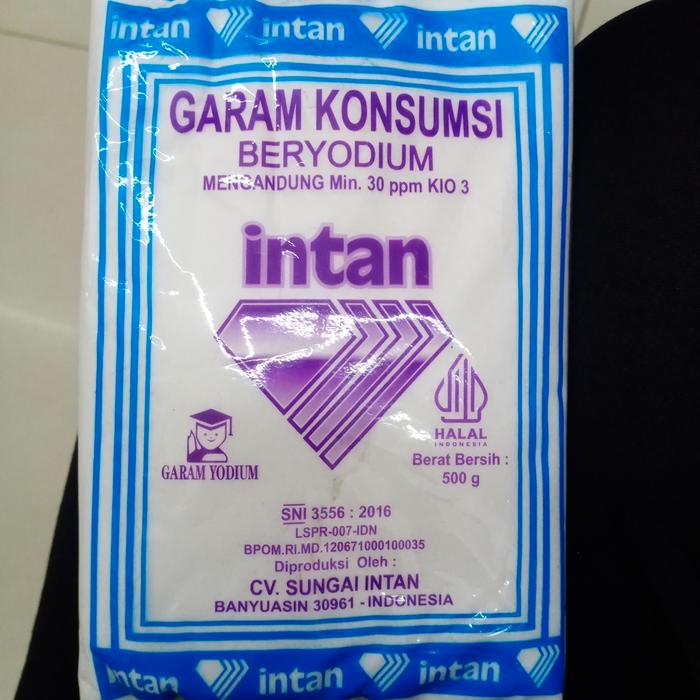 intan intan intan
GARAM KONSUMSI
BERYODIUM
MENGANDUNG Min. 30 ppm KIO 3
intan
HALAL
INDONESIA
GARAM YODIUM
Berat Bersih :
500 g
SNI 3556 : 2016
LSPR-007-IDN
BPOM.RI.MD.120671000100035
Diproduksi Oleh :
CV. SUNGAI INTAN
BANYUASIN 30961 - INDONESIA
intan intan intan